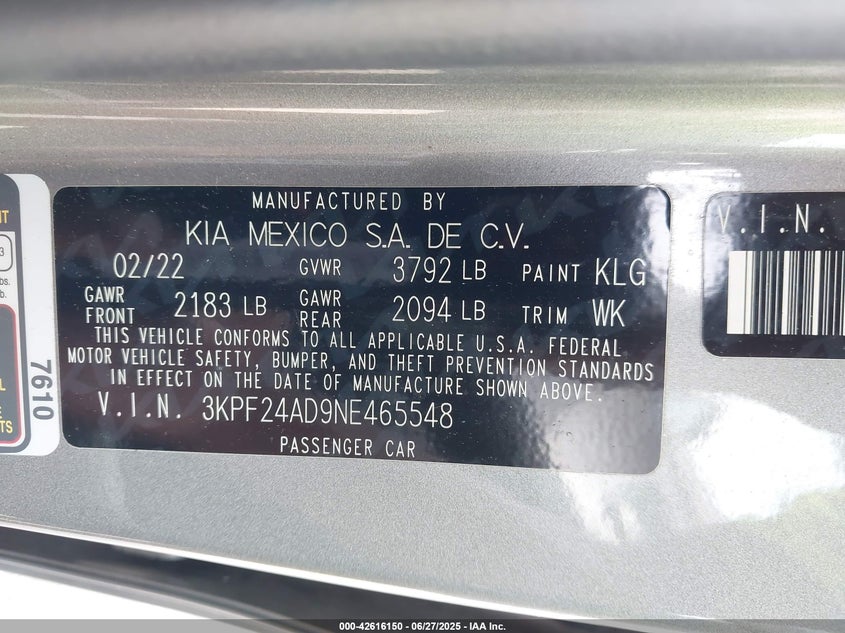 MANUFACTURED BY
KIA MEXICO S.A. DE C.V.
02/22 GVWR 3792 LB PAINT KLG
GAWR FRONT 2183 LB GAWR REAR 2094 LB TRIM WK
THIS VEHICLE CONFORMS TO ALL APPLICABLE U.S.A. FEDERAL
MOTOR VEHICLE SAFETY, BUMPER, AND THEFT PREVENTION STANDARDS
IN EFFECT ON THE DATE OF MANUFACTURE SHOWN ABOVE.
V.I.N. 3KPF24AD9NE465548
PASSENGER CAR
V.I.N.
7610
000-42616150 - 06/27/2025 - IAA Inc.